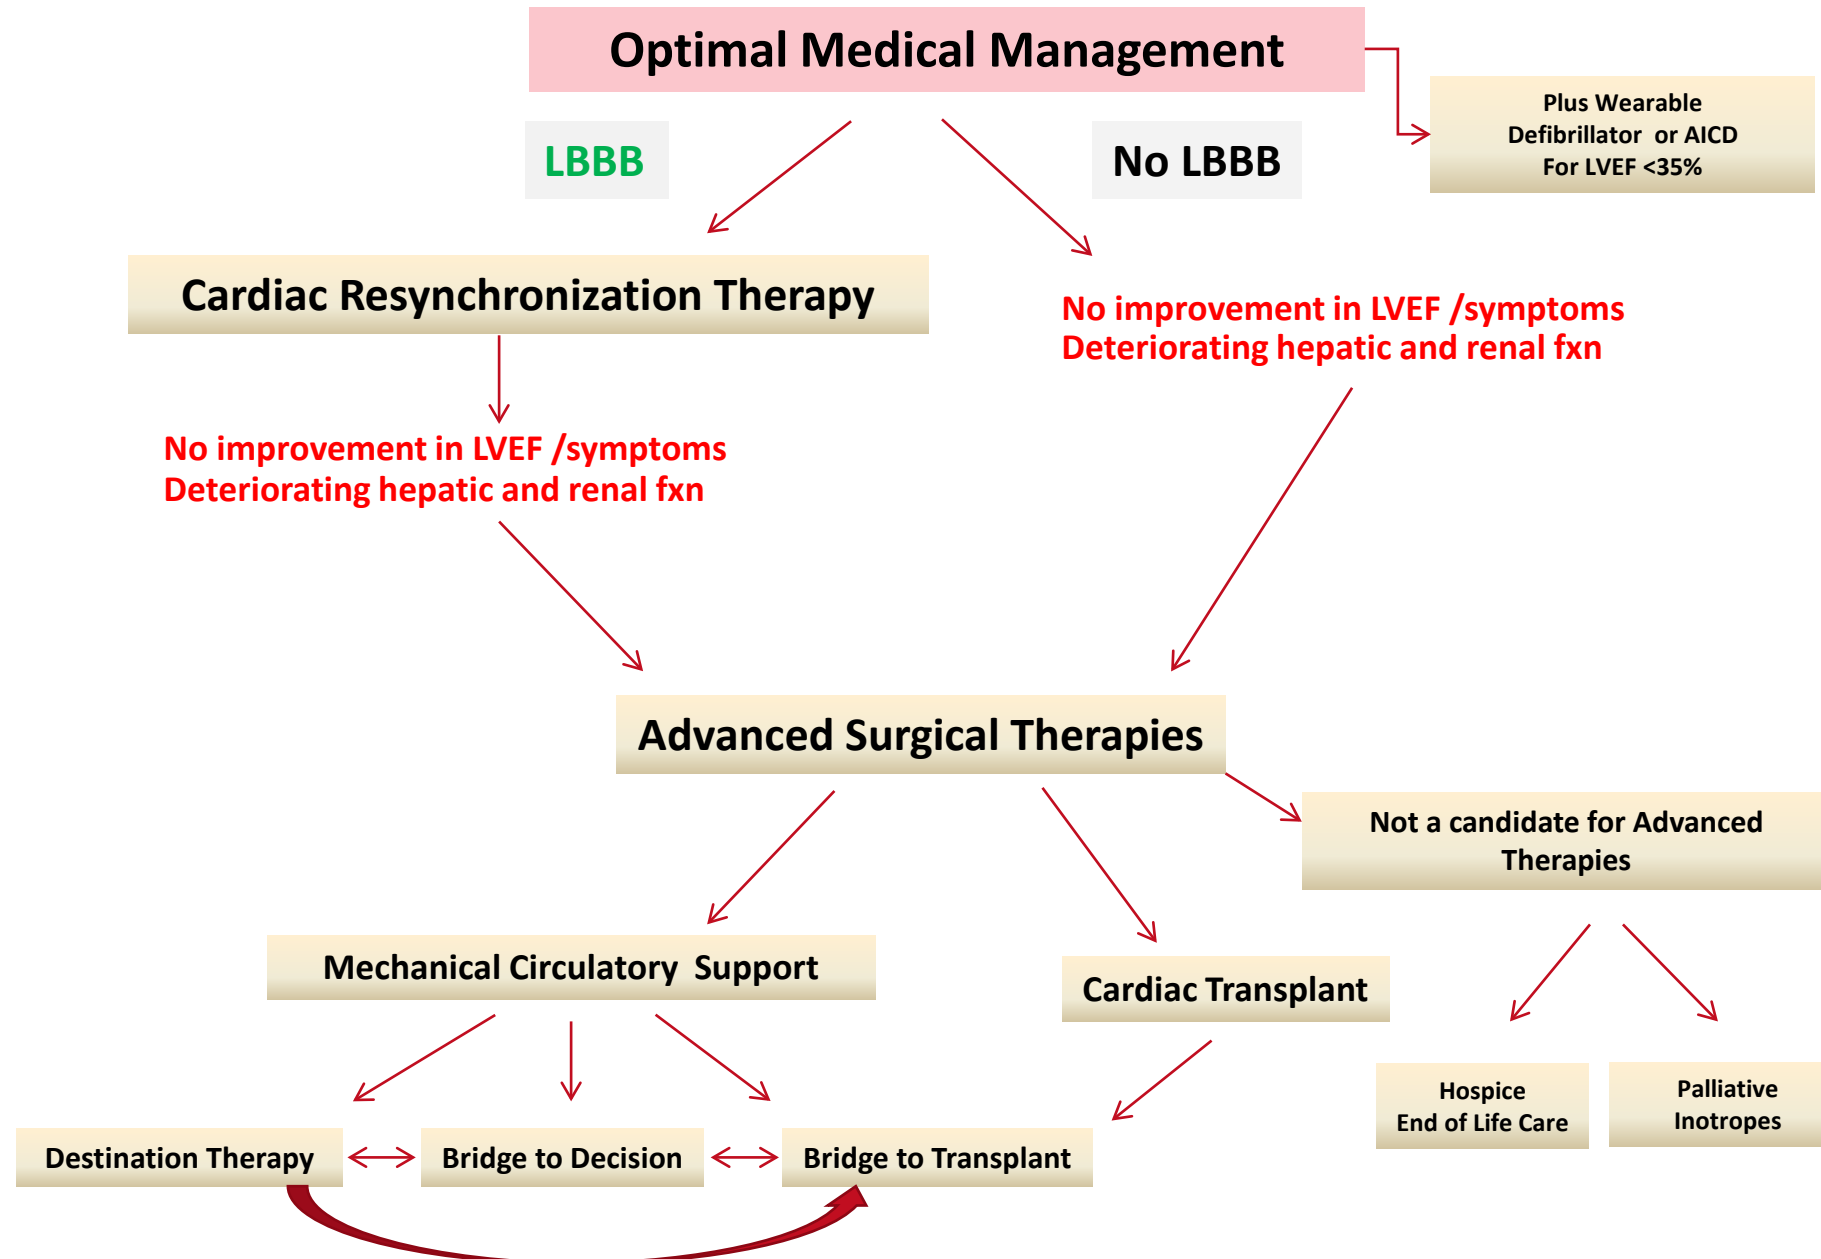 Optimal Medical Management
Plus Wearable
Defibrillator or AICD
For LVEF <35%
LBBB
No LBBB
Cardiac Resynchronization Therapy
No improvement in LVEF /symptoms
Deteriorating hepatic and renal fxn
No improvement in LVEF /symptoms
Deteriorating hepatic and renal fxn
Advanced Surgical Therapies
Not a candidate for Advanced
Therapies
Mechanical Circulatory Support
Cardiac Transplant
Hospice
End of Life Care
Palliative
Inotropes
Destination Therapy
Bridge to Decision
Bridge to Transplant